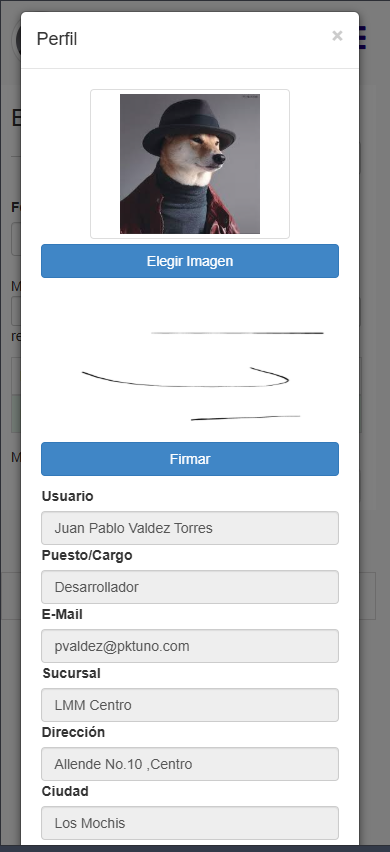 Perfil
×
Elegir Imagen
Firmar
Usuario
Juan Pablo Valdez Torres
Puesto/Cargo
Desarrollador
E-Mail
pvaldez@pktuno.com
Sucursal
LMM Centro
Dirección
Allende No.10 ,Centro
Ciudad
Los Mochis